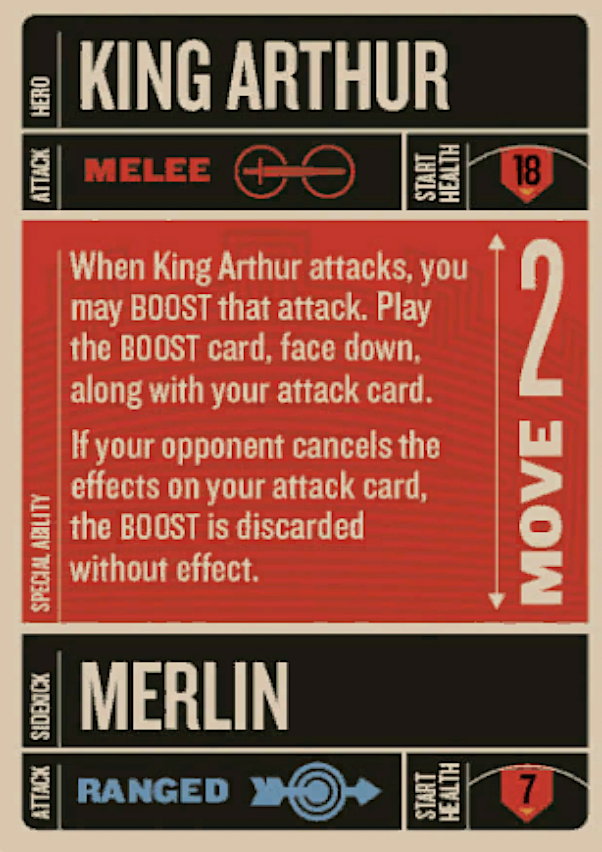 HERO
KING ARTHUR
ATTACK
MELEE
START
HEALTH
18
When King Arthur attacks, you
may BOOST that attack. Play
the BOOST card, face down,
along with your attack card.
If your opponent cancels the
effects on your attack card,
the BOOST is discarded
without effect.
SPECIAL ABILITY
MOVE 2
SIDEKICK
MERLIN
ATTACK
RANGED
START
HEALTH
7